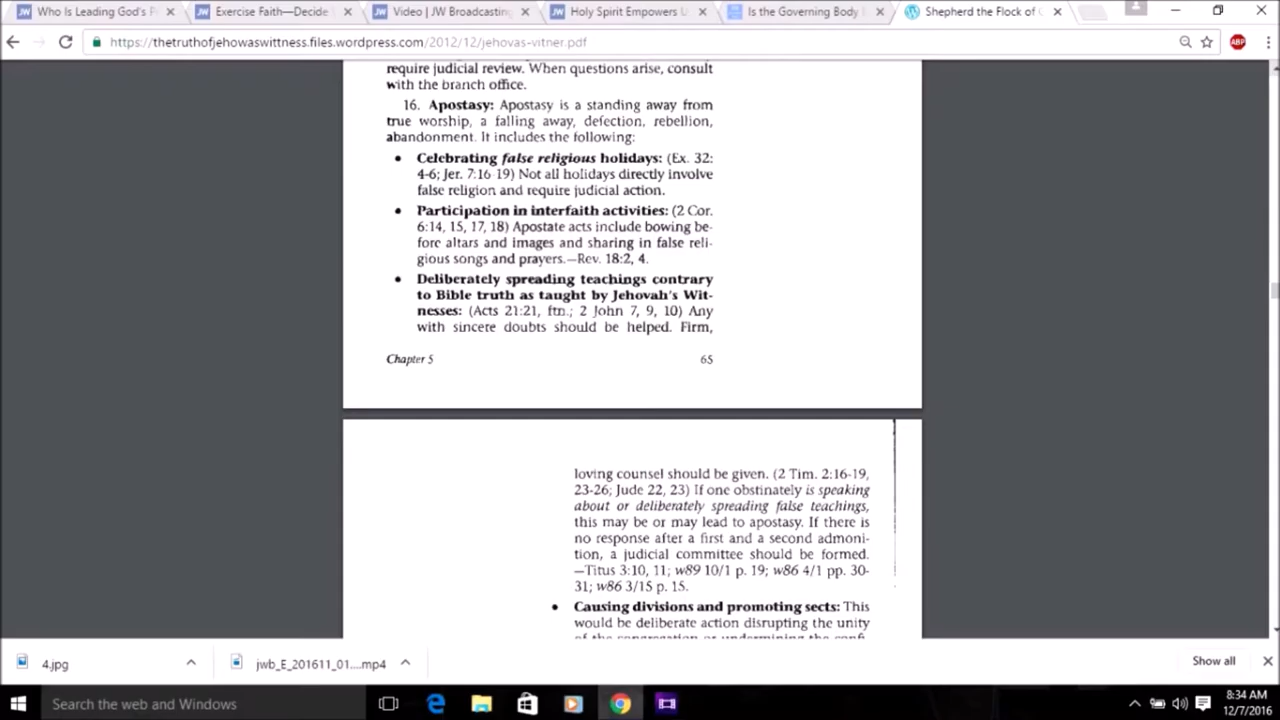 Who Is Leading God's P
Exercise Faith—Decide
Video | JW Broadcasting
Holy Spirit Empowers U
Is the Governing Body
Shepherd the Flock of
https://thetruthofjehowaswittness.files.wordpress.com/2012/12/jehovas-vitner.pdf
ABP
require judicial review. When questions arise, consult
with the branch office.
16. Apostasy: Apostasy is a standing away from
true worship, a falling away, defection, rebellion,
abandonment. It includes the following:
• Celebrating false religious holidays: (Ex. 32:
4-6; Jer. 7:16-19) Not all holidays directly involve
false religion and require judicial action.
• Participation in interfaith activities: (2 Cor.
6:14, 15, 17, 18) Apostate acts include bowing be-
fore altars and images and sharing in false reli-
gious songs and prayers.—Rev. 18:2, 4.
• Deliberately spreading teachings contrary
to Bible truth as taught by Jehovah's Wit-
nesses: (Acts 21:21, ftn.; 2 John 7, 9, 10) Any
with sincere doubts should be helped. Firm,
Chapter 5 65
loving counsel should be given. (2 Tim. 2:16-19,
23-26; Jude 22, 23) If one obstinately is speaking
about or deliberately spreading false teachings,
this may be or may lead to apostasy. If there is
no response after a first and a second admoni-
tion, a judicial committee should be formed.
—Titus 3:10, 11; w89 10/1 p. 19; w86 4/1 pp. 30-
31; w86 3/15 p. 15.
• Causing divisions and promoting sects: This
would be deliberate action disrupting the unity
of the congregation or undermining the confi-
4.jpg
jwb_E_201611_01....mp4
Show all
Search the web and Windows
8:34 AM
12/7/2016